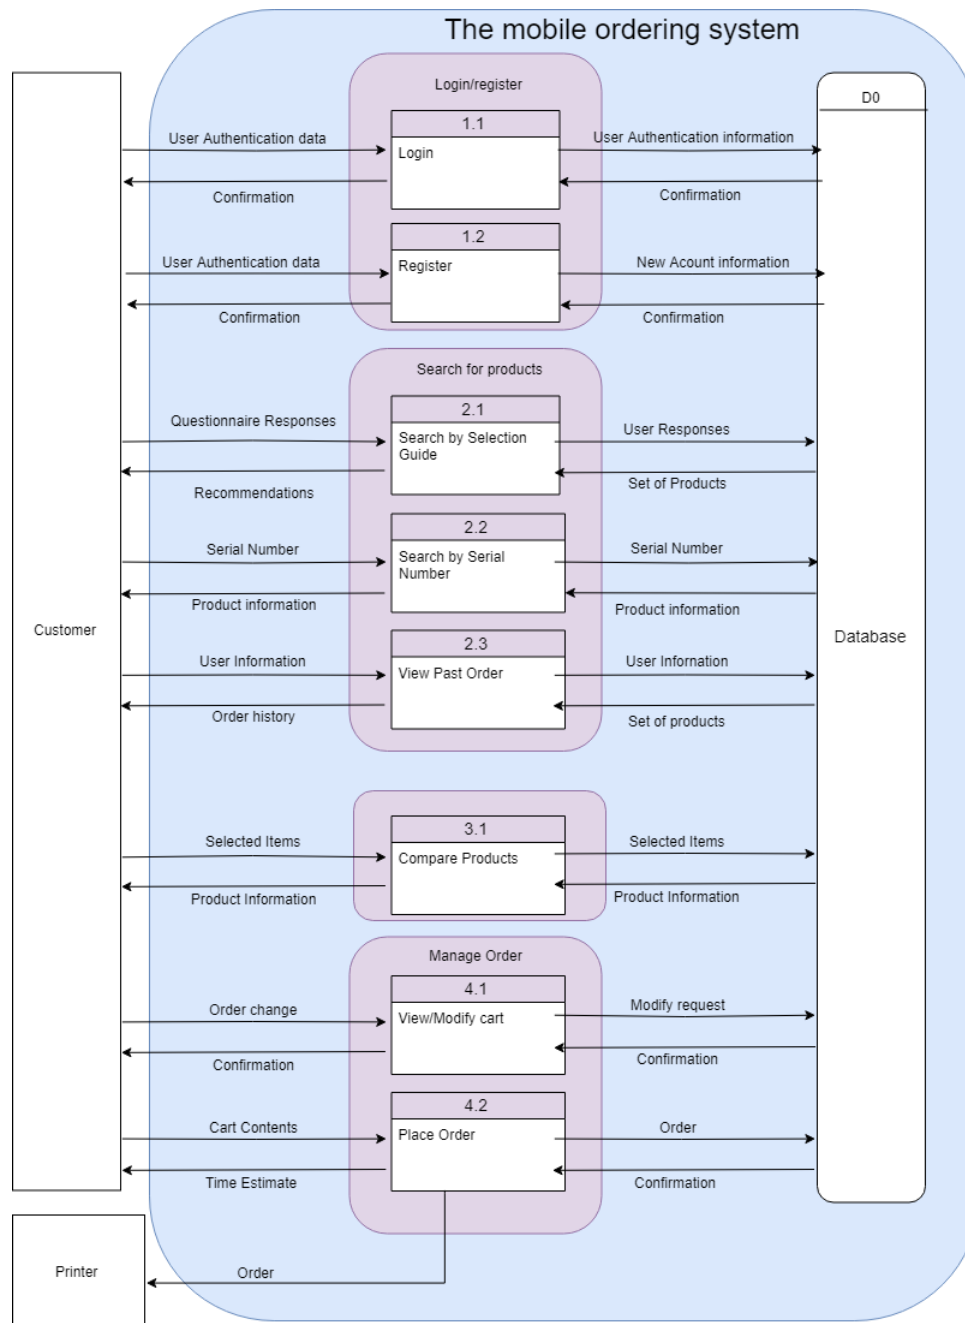 The mobile ordering system
Login/register
D0
1.1
Login
User Authentication data
User Authentication information
Confirmation
Confirmation
1.2
Register
User Authentication data
New Acount information
Confirmation
Confirmation
Search for products
2.1
Search by Selection
Guide
Questionnaire Responses
User Responses
Recommendations
Set of Products
2.2
Search by Serial
Number
Serial Number
Serial Number
Product information
Product information
Customer
Database
2.3
View Past Order
User Information
User Infornation
Order history
Set of products
3.1
Compare Products
Selected Items
Selected Items
Product Information
Product Information
Manage Order
4.1
View/Modify cart
Order change
Modify request
Confirmation
Confirmation
4.2
Place Order
Cart Contents
Order
Time Estimate
Confirmation
Printer
Order